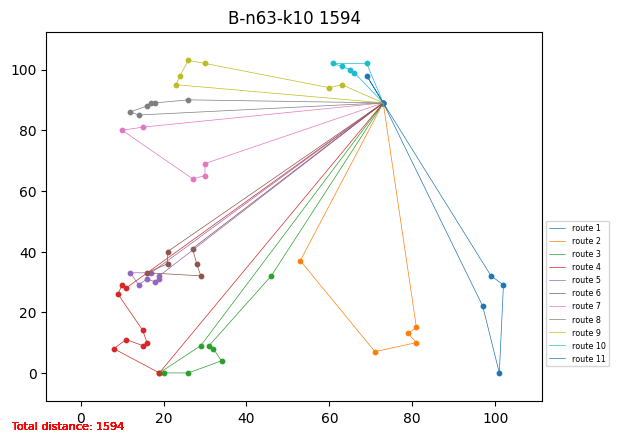 B-n63-k10 1594
100
80
60
40
20
0
0 20 40 60 80 100
route 1
route 2
route 3
route 4
route 5
route 6
route 7
route 8
route 9
route 10
route 11
Total distance: 1594